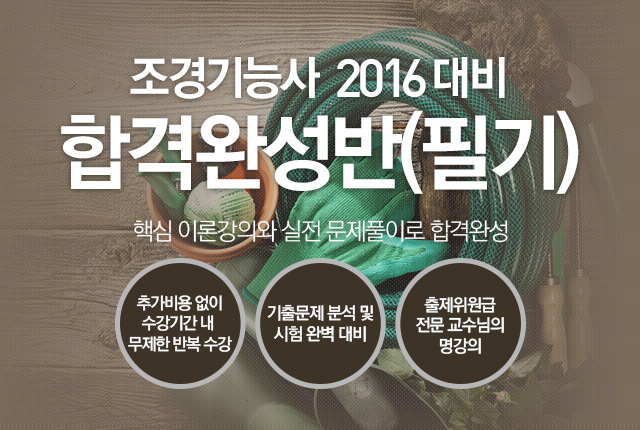 조경기능사 2016 대비
합격완성반(필기)
핵심 이론강의와 실전 문제풀이로 합격완성
추가비용 없이
수강기간 내
무제한 반복 수강
기출문제 분석 및
시험 완벽 대비
출제위원급
전문 교수님의
명강의